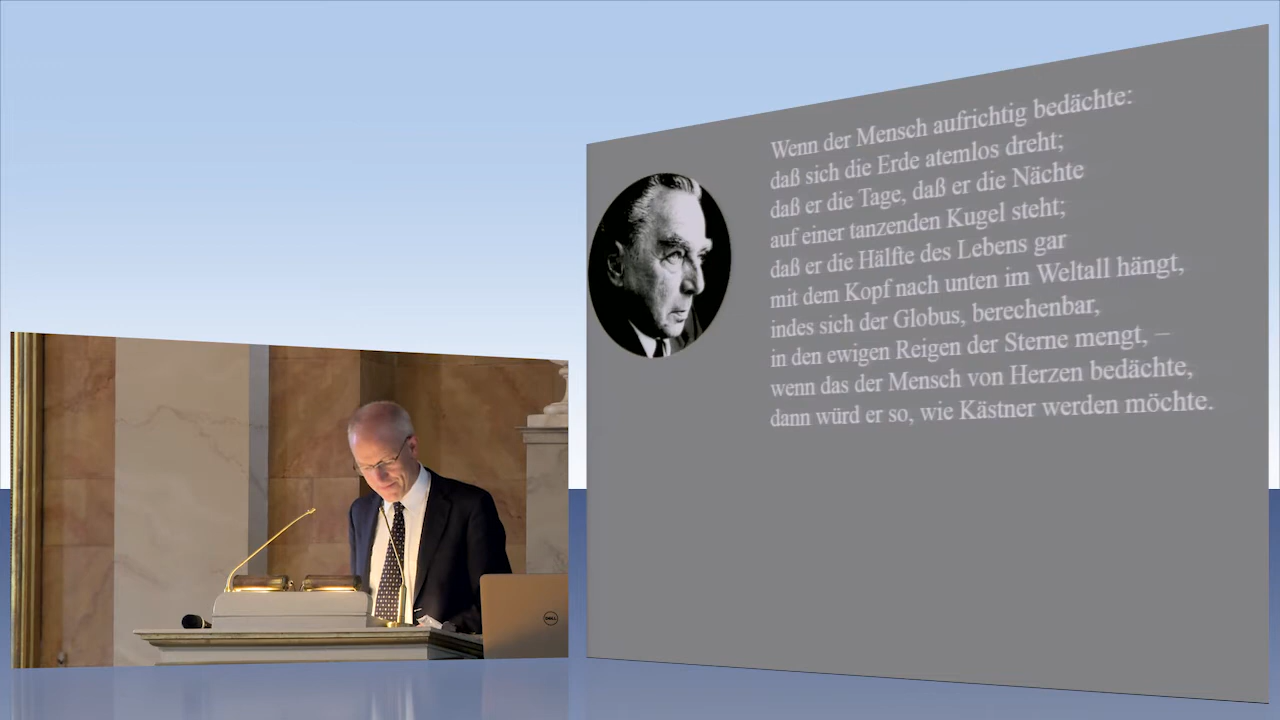 Wenn der Mensch aufrichtig bedächte:
daß sich die Erde atemlos dreht;
daß er die Tage, daß er die Nächte
auf einer tanzenden Kugel steht;
daß er die Hälfte des Lebens gar
mit dem Kopf nach unten im Weltall hängt,
indes sich der Globus, berechenbar,
in den ewigen Reigen der Sterne mengt, –
wenn das der Mensch von Herzen bedächte,
dann würd er so, wie Kästner werden möchte.
DELL